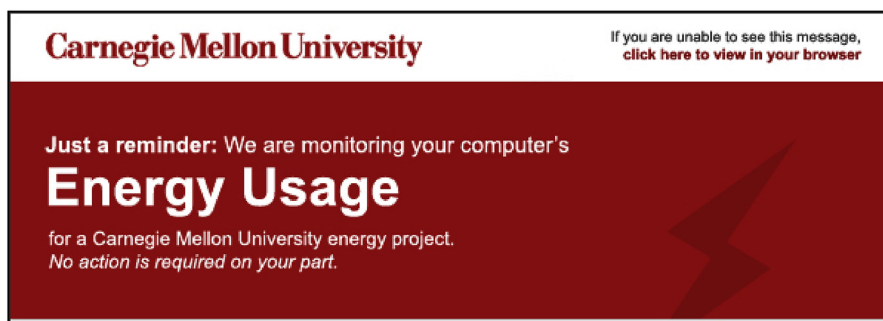 Carnegie Mellon University
If you are unable to see this message,
click here to view in your browser
Just a reminder: We are monitoring your computer's
Energy Usage
for a Carnegie Mellon University energy project.
No action is required on your part.